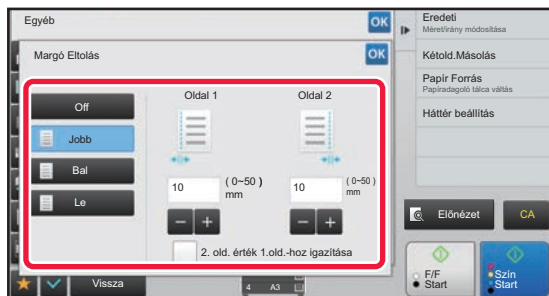 Egyéb
OK
Margó Eltolás
OK
Off
Jobb
Bal
Le
Oldal 1
Oldal 2
10
( 0~50 )
mm
10
( 0~50 )
mm
− +
− +
2. old. érték 1.old.-hoz igazítása
Vissza
4 A3
Eredeti
Méret/irány módosítása
Kétold.Másolás
Papír Forrás
Papíradagoló tálca váltás
Háttér beállítás
Előnézet
CA
F/F
Start
Szín
Start